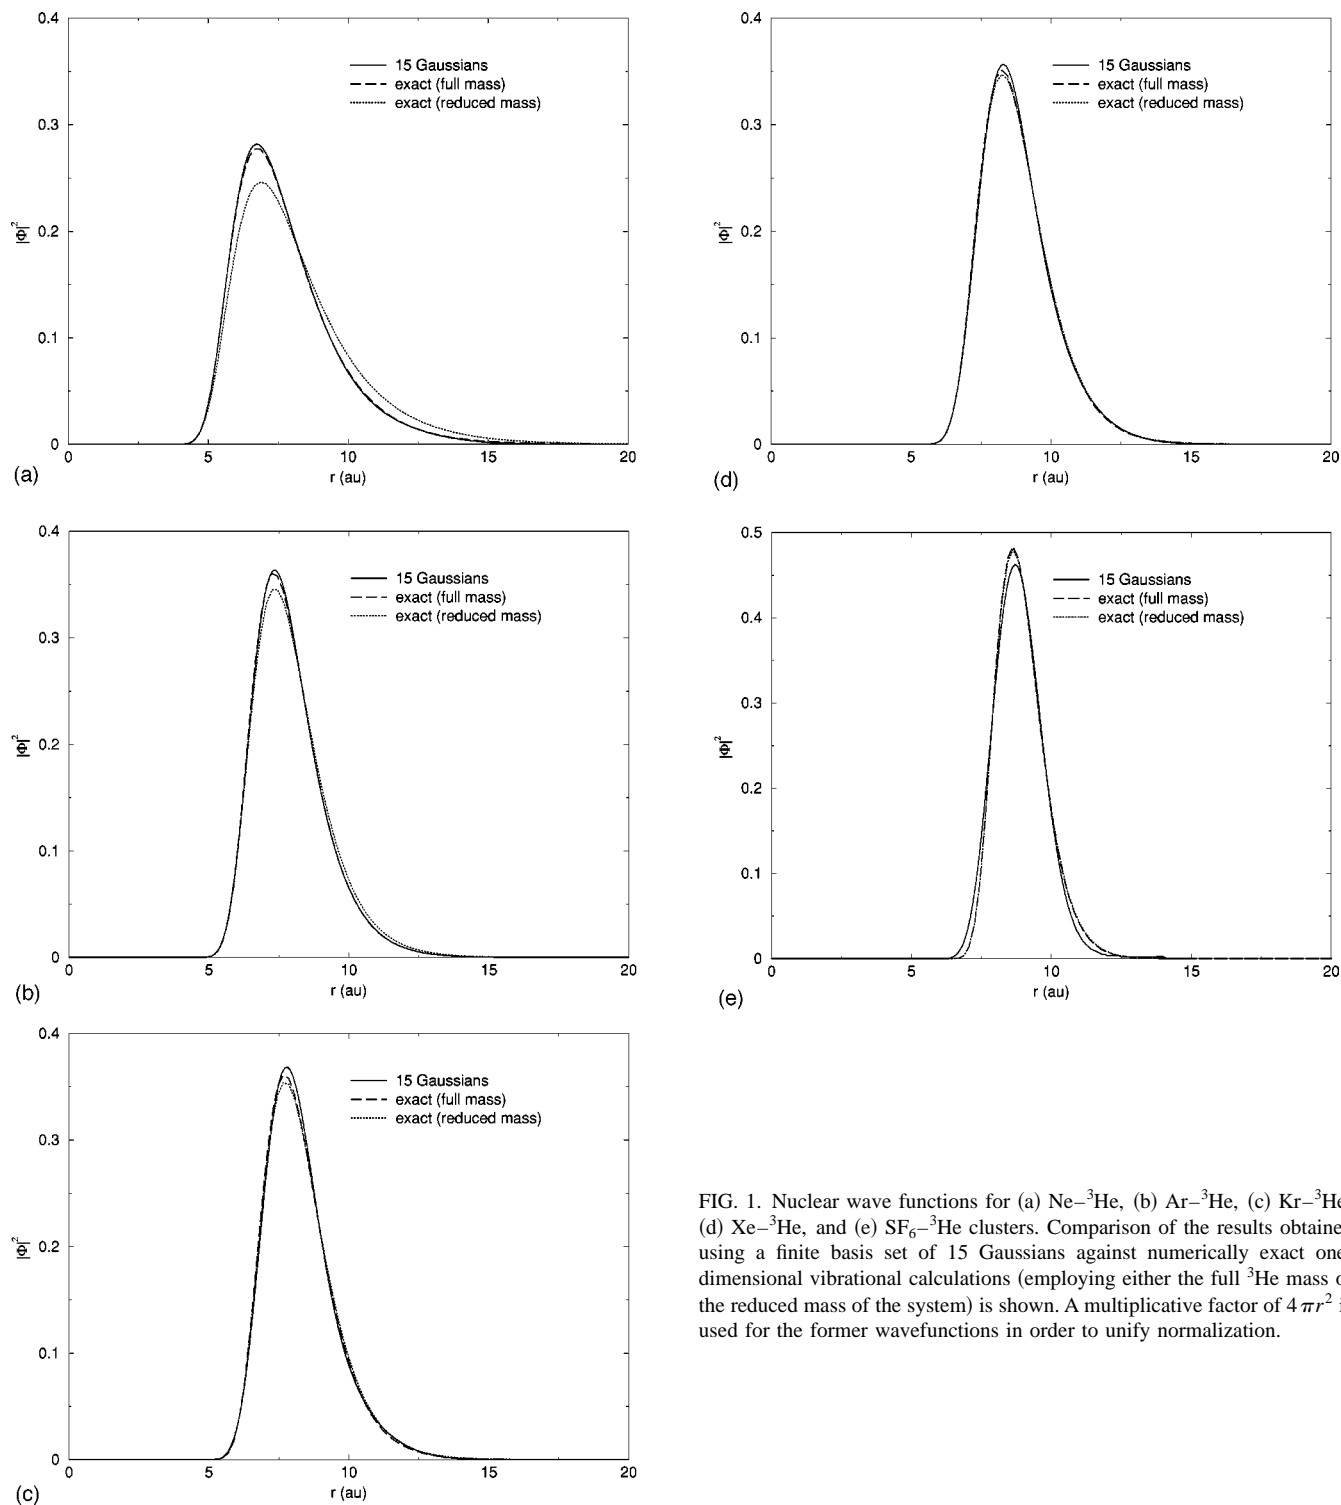 0.4
15 Gaussians
exact (full mass)
exact (reduced mass)
0.3
|Φ|²
0.2
0.1
0
0 5 10 15 20
r (au)
(a)
0.4
15 Gaussians
exact (full mass)
exact (reduced mass)
0.3
|Φ|²
0.2
0.1
0
0 5 10 15 20
r (au)
(b)
0.4
15 Gaussians
exact (full mass)
exact (reduced mass)
0.3
|Φ|²
0.2
0.1
0
0 5 10 15 20
r (au)
(c)
0.4
15 Gaussians
exact (full mass)
exact (reduced mass)
0.3
|Φ|²
0.2
0.1
0
0 5 10 15 20
r (au)
(d)
0.5
15 Gaussians
exact (full mass)
exact (reduced mass)
0.4
0.3
|Φ|²
0.2
0.1
0
0 5 10 15 20
r (au)
(e)
FIG. 1. Nuclear wave functions for (a) Ne–³He, (b) Ar–³He, (c) Kr–³He
(d) Xe–³He, and (e) SF₆–³He clusters. Comparison of the results obtaine
using a finite basis set of 15 Gaussians against numerically exact one
dimensional vibrational calculations (employing either the full ³He mass o
the reduced mass of the system) is shown. A multiplicative factor of 4πr² i
used for the former wavefunctions in order to unify normalization.